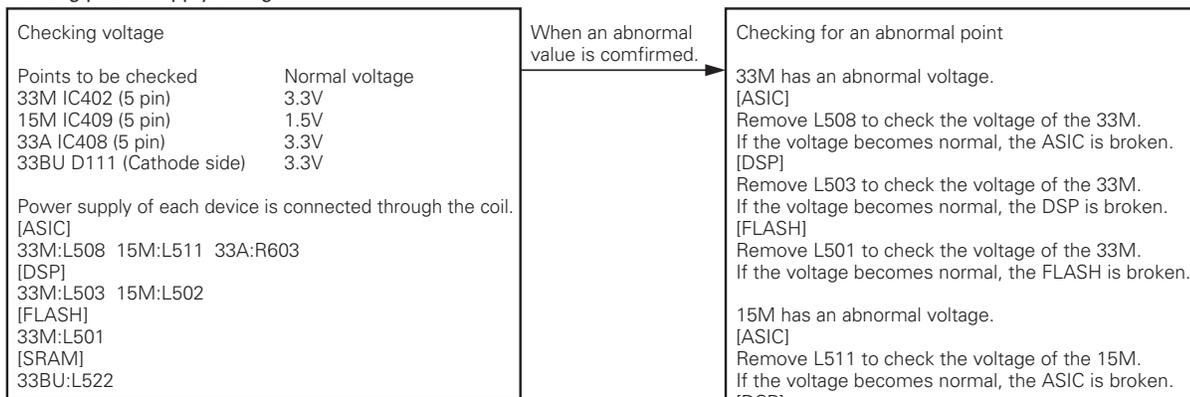 Checking voltage
Points to be checked Normal voltage
33M IC402 (5 pin) 3.3V
15M IC409 (5 pin) 1.5V
33A IC408 (5 pin) 3.3V
33BU D111 (Cathode side) 3.3V
Power supply of each device is connected through the coil.
[ASIC]
33M:L508 15M:L511 33A:R603
[DSP]
33M:L503 15M:L502
[FLASH]
33M:L501
[SRAM]
33BU:L522
When an abnormal
value is comfirmed.
Checking for an abnormal point
33M has an abnormal voltage.
[ASIC]
Remove L508 to check the voltage of the 33M.
If the voltage becomes normal, the ASIC is broken.
[DSP]
Remove L503 to check the voltage of the 33M.
If the voltage becomes normal, the DSP is broken.
[FLASH]
Remove L501 to check the voltage of the 33M.
If the voltage becomes normal, the FLASH is broken.
15M has an abnormal voltage.
[ASIC]
Remove L511 to check the voltage of the 15M.
If the voltage becomes normal, the ASIC is broken.